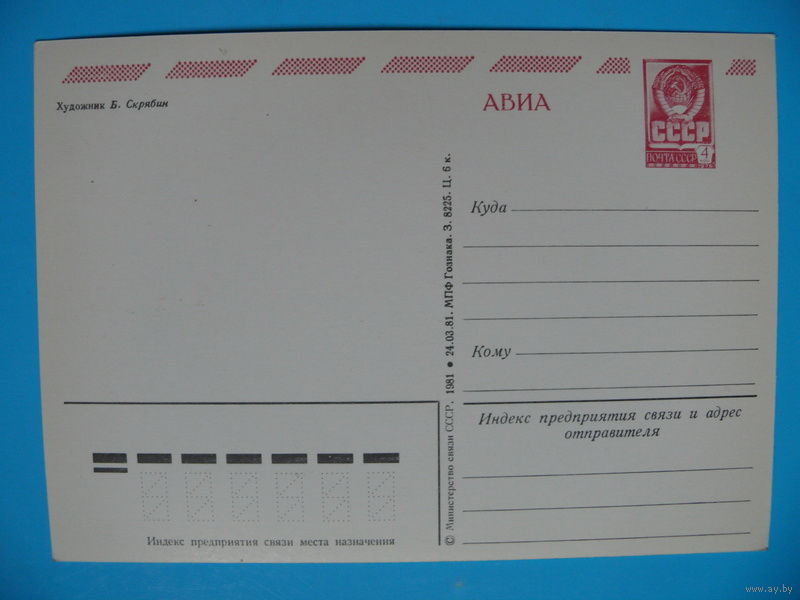 Художник Б. Скрябин
АВИА
СССР
ПОЧТА СССР
4
Куда
Кому
Индекс предприятия связи и адрес
отправителя
© Министерство связи СССР. 1981 • 24.03.81. МПФ Гознака. З. 8225. Ц. 6 к.
Индекс предприятия связи места назначения
www.ay.by